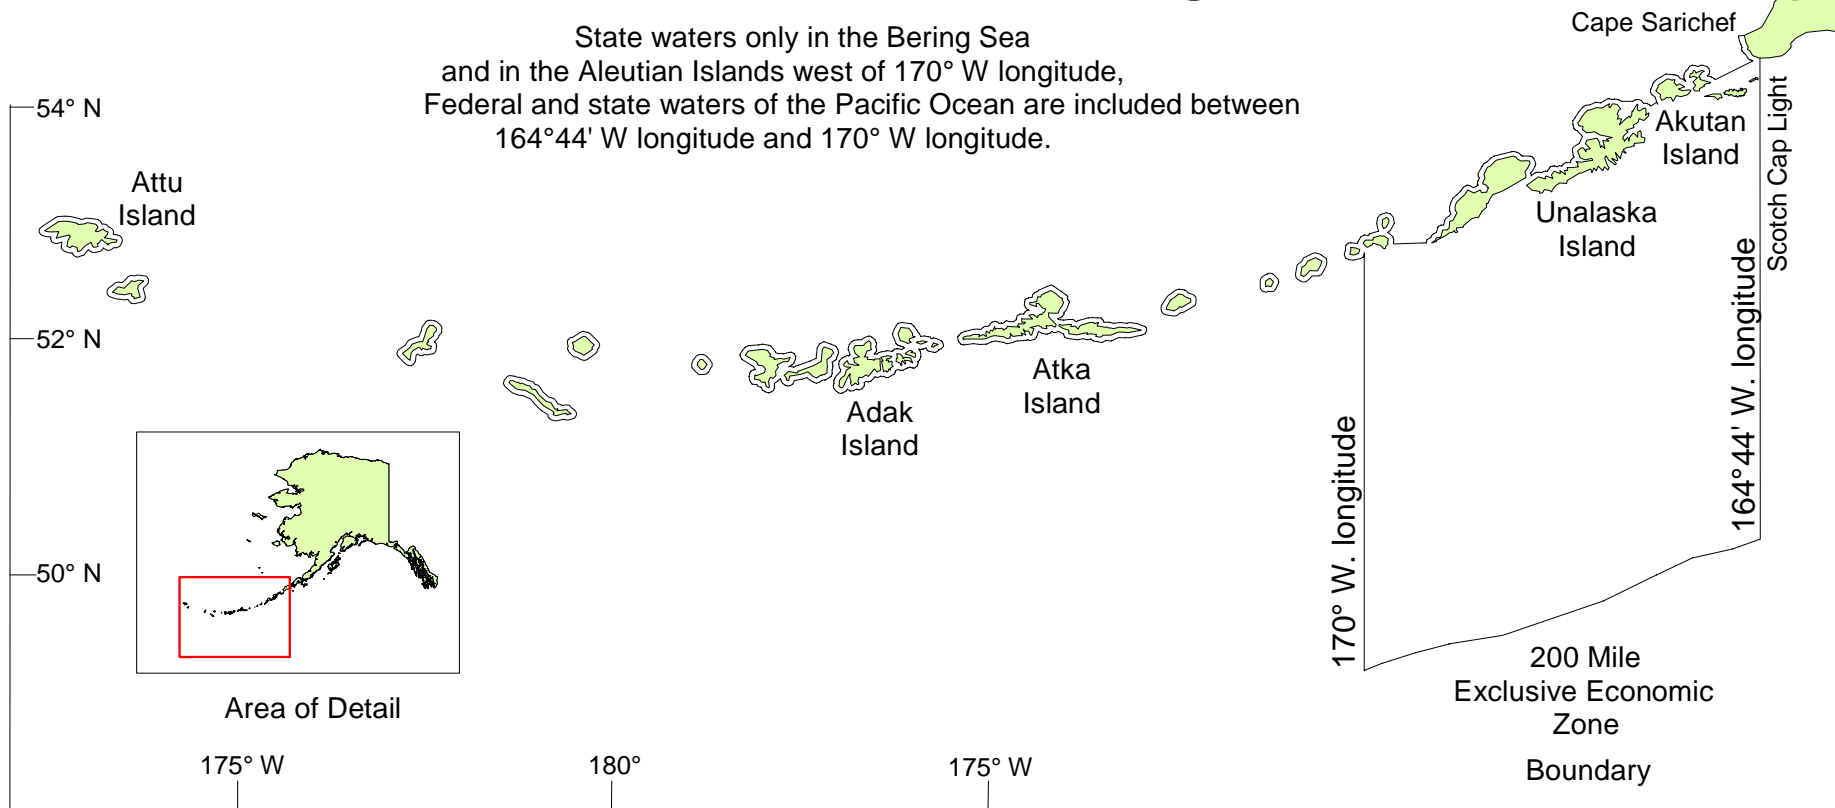 Cape Sarichef
State waters only in the Bering Sea
and in the Aleutian Islands west of 170° W longitude,
Federal and state waters of the Pacific Ocean are included between
164°44' W longitude and 170° W longitude.
54° N
Akutan
Island
Scotch Cap Light
Attu
Island
Unalaska
Island
164°44' W. longitude
52° N
Atka
Island
Adak
Island
170° W. longitude
50° N
200 Mile
Exclusive Economic
Zone
Boundary
Area of Detail
175° W
180°
175° W